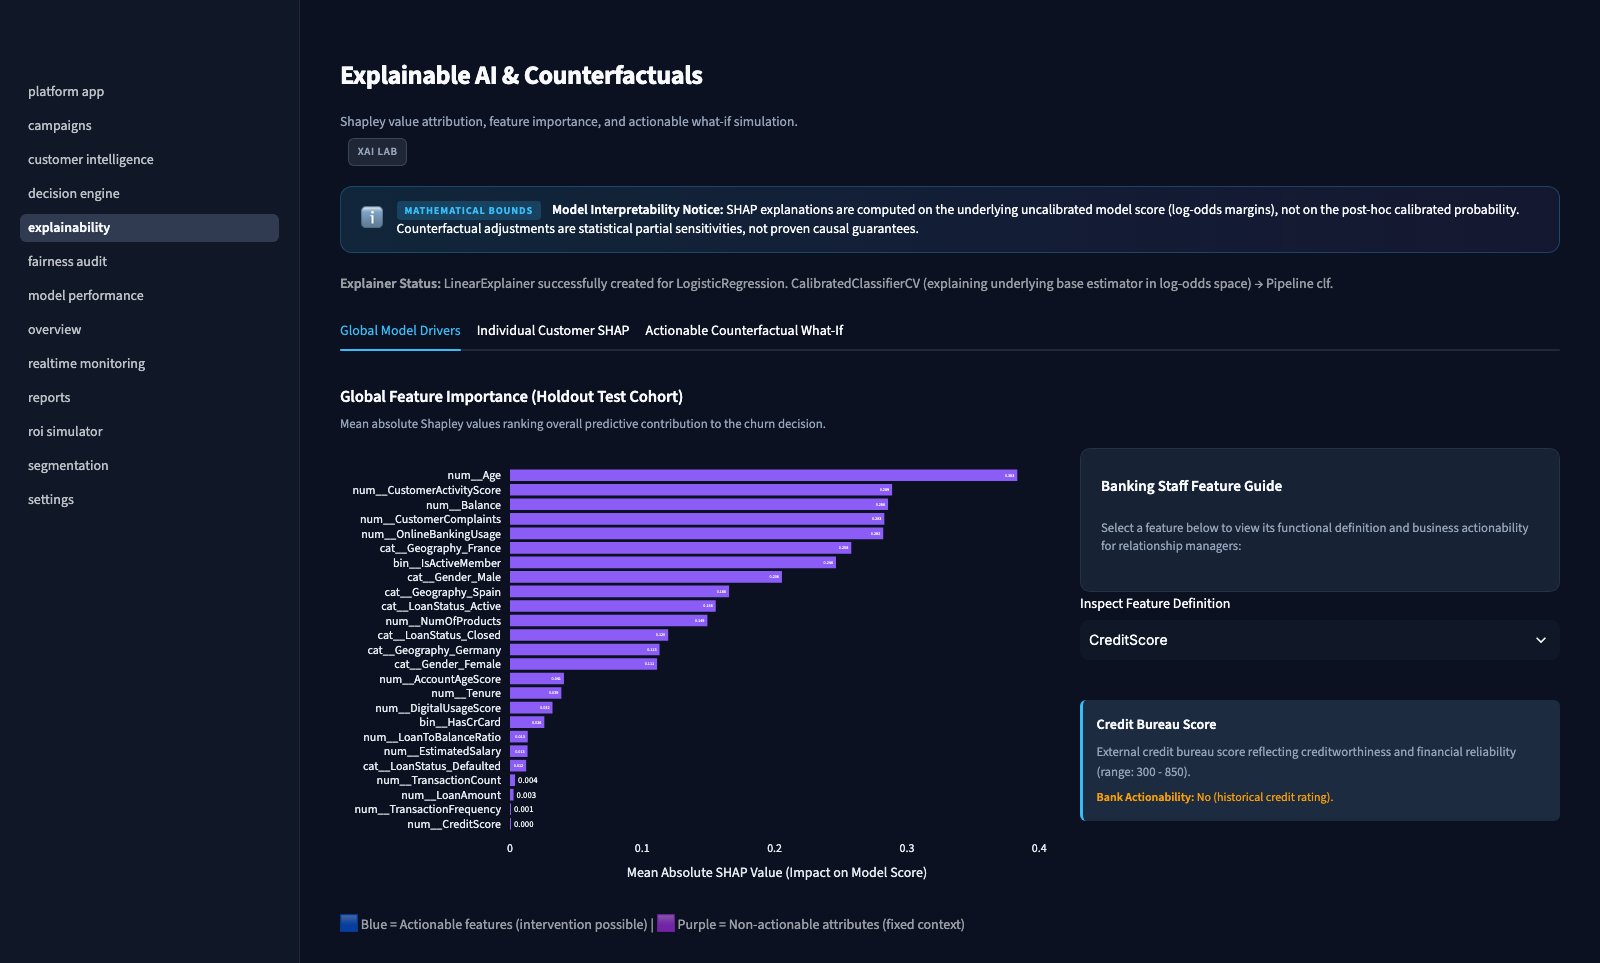 platform app
campaigns
customer intelligence
decision engine
explainability
fairness audit
model performance
overview
realtime monitoring
reports
roi simulator
segmentation
settings
Explainable AI & Counterfactuals
Shapley value attribution, feature importance, and actionable what-if simulation.
XAI LAB
MATHEMATICAL BOUNDS Model Interpretability Notice: SHAP explanations are computed on the underlying uncalibrated model score (log-odds margins), not on the post-hoc calibrated probability.
Counterfactual adjustments are statistical partial sensitivities, not proven causal guarantees.
Explainer Status: LinearExplainer successfully created for LogisticRegression. CalibratedClassifierCV (explaining underlying base estimator in log-odds space) → Pipeline clf.
Global Model Drivers Individual Customer SHAP Actionable Counterfactual What-If
Global Feature Importance (Holdout Test Cohort)
Mean absolute Shapley values ranking overall predictive contribution to the churn decision.
num__Age
num__CustomerActivityScore
num__Balance
num__CustomerComplaints
num__OnlineBankingUsage
cat__Geography_France
bin__IsActiveMember
cat__Gender_Male
cat__Geography_Spain
cat__LoanStatus_Active
num__NumOfProducts
cat__LoanStatus_Closed
cat__Geography_Germany
cat__Gender_Female
num__AccountAgeScore
num__Tenure
num__DigitalUsageScore
bin__HasCrCard
num__LoanToBalanceRatio
num__EstimatedSalary
cat__LoanStatus_Defaulted
num__TransactionCount 0.004
num__LoanAmount 0.003
num__TransactionFrequency 0.001
num__CreditScore 0.000
0 0.1 0.2 0.3 0.4
Mean Absolute SHAP Value (Impact on Model Score)
Blue = Actionable features (intervention possible) | Purple = Non-actionable attributes (fixed context)
Banking Staff Feature Guide
Select a feature below to view its functional definition and business actionability
for relationship managers:
Inspect Feature Definition
CreditScore
Credit Bureau Score
External credit bureau score reflecting creditworthiness and financial reliability
(range: 300 - 850).
Bank Actionability: No (historical credit rating).